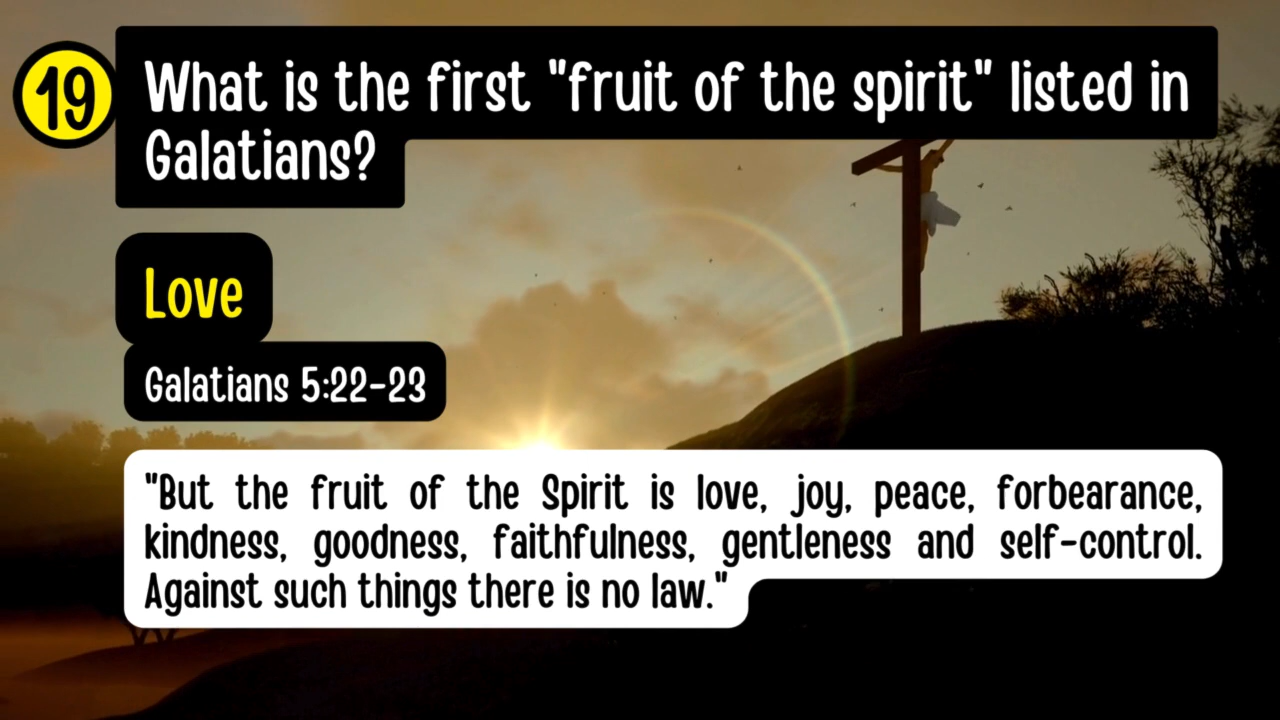 19
What is the first "fruit of the spirit" listed in
Galatians?
Love
Galatians 5:22-23
"But the fruit of the Spirit is love, joy, peace, forbearance,
kindness, goodness, faithfulness, gentleness and self-control.
Against such things there is no law."